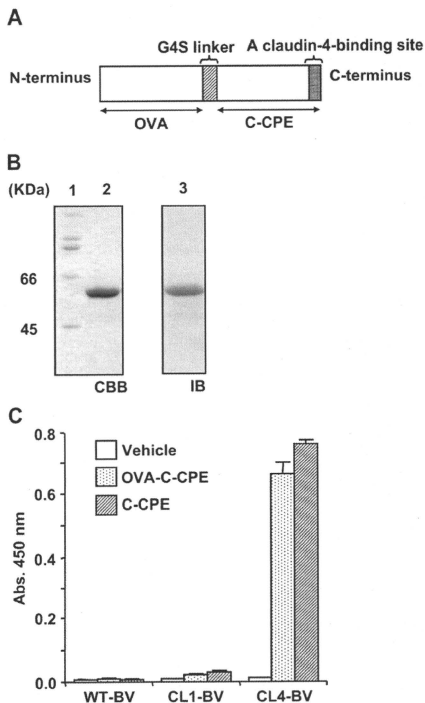 A
G4S linker
A claudin-4-binding site
N-terminus
C-terminus
OVA
C-CPE
B
(KDa) 1 2 3
66
45
CBB
IB
C
0.8
0.6
0.4
0.2
0.0
Abs. 450 nm
Vehicle
OVA-C-CPE
C-CPE
WT-BV
CL1-BV
CL4-BV